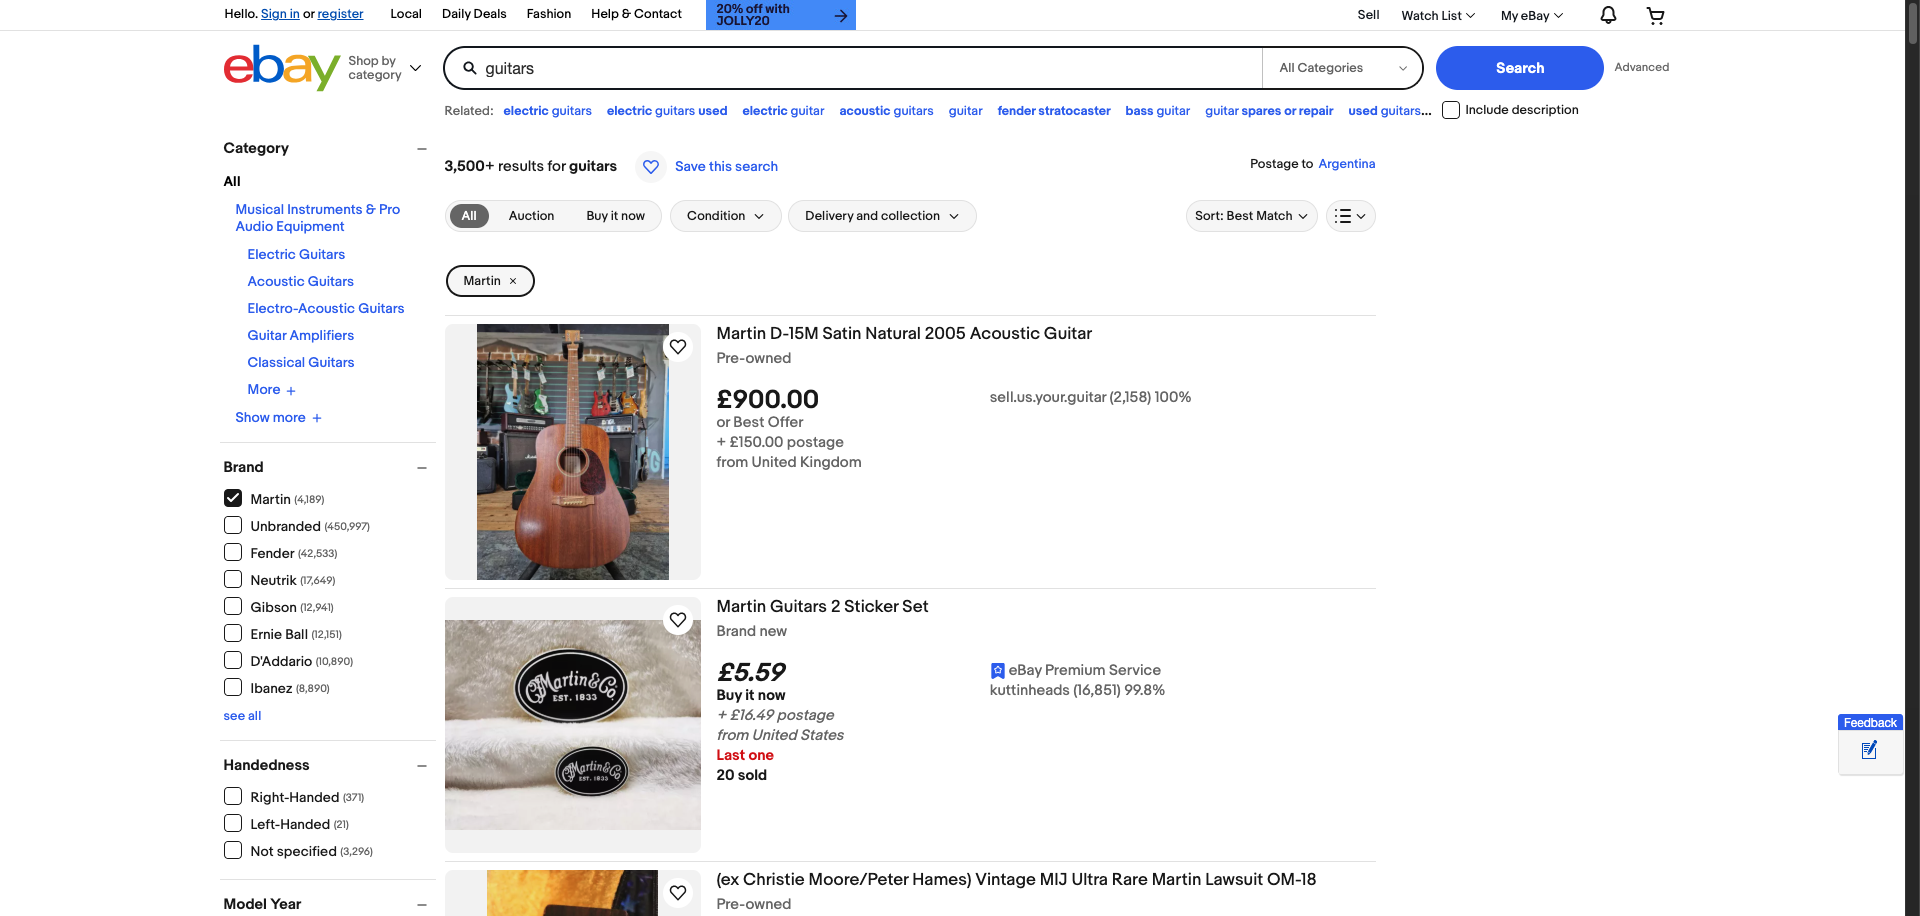 Hello. Sign in or register
Local
Daily Deals
Fashion
Help & Contact
20% off with
JOLLY20
Sell
Watch List
My eBay
ebay
Shop by
category
guitars
All Categories
Search
Advanced
Related: electric guitars electric guitars used electric guitar acoustic guitars guitar fender stratocaster bass guitar guitar spares or repair used guitars...
Include description
Category
All
Musical Instruments & Pro
Audio Equipment
Electric Guitars
Acoustic Guitars
Electro-Acoustic Guitars
Guitar Amplifiers
Classical Guitars
More +
Show more +
Brand
Martin (4,189)
Unbranded (450,997)
Fender (42,533)
Neutrik (17,649)
Gibson (12,941)
Ernie Ball (12,151)
D'Addario (10,890)
Ibanez (8,890)
see all
Handedness
Right-Handed (371)
Left-Handed (21)
Not specified (3,296)
Model Year
3,500+ results for guitars
Save this search
Postage to Argentina
All
Auction
Buy it now
Condition
Delivery and collection
Sort: Best Match
Martin ×
Martin D-15M Satin Natural 2005 Acoustic Guitar
Pre-owned
£900.00
or Best Offer
+ £150.00 postage
from United Kingdom
sell.us.your.guitar (2,158) 100%
Martin & Co.
EST. 1833
Martin & Co.
EST. 1833
Martin Guitars 2 Sticker Set
Brand new
£5.59
Buy it now
+ £16.49 postage
from United States
Last one
20 sold
eBay Premium Service
kuttinheads (16,851) 99.8%
(ex Christie Moore/Peter Hames) Vintage MIJ Ultra Rare Martin Lawsuit OM-18
Pre-owned
Feedback